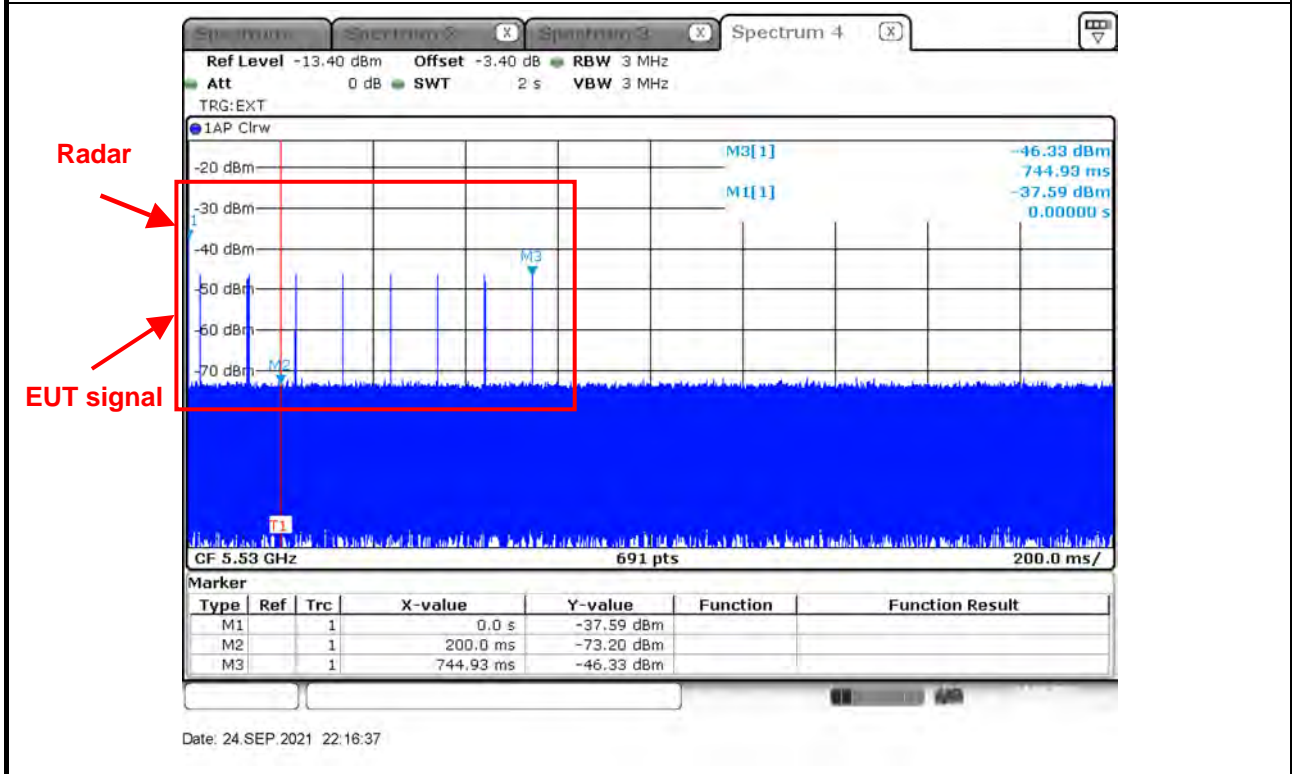 Spectrum 4
Ref Level -13.40 dBm Offset -3.40 dB RBW 3 MHz
Att 0 dB SWT 2 s VBW 3 MHz
TRG:EXT
1AP Clrw
Radar
EUT signal
M3[1] -46.33 dBm
744.93 ms
M1[1] -37.59 dBm
0.00000 s
-20 dBm
-30 dBm
1
-40 dBm
M3
-50 dBm
-60 dBm
-70 dBm
M2
T1
CF 5.53 GHz 691 pts 200.0 ms/
Marker
Type Ref Trc X-value Y-value Function Function Result
M1 1 0.0 s -37.59 dBm
M2 1 200.0 ms -73.20 dBm
M3 1 744.93 ms -46.33 dBm
Date: 24.SEP.2021 22:16:37